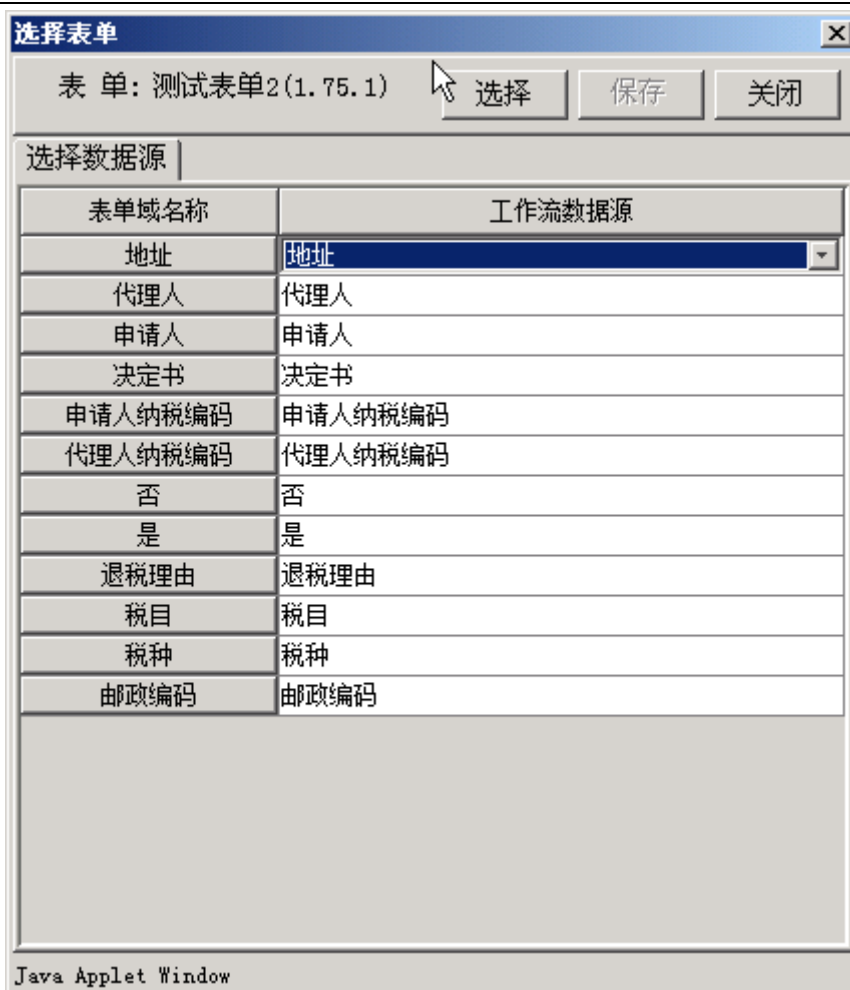 选择表单
表 单: 测试表单2(1.75.1) 选择 保存 关闭
选择数据源
表单域名称 工作流数据源
地址 地址
代理人 代理人
申请人 申请人
决定书 决定书
申请人纳税编码 申请人纳税编码
代理人纳税编码 代理人纳税编码
否 否
是 是
退税理由 退税理由
税目 税目
税种 税种
邮政编码 邮政编码
Java Applet Window